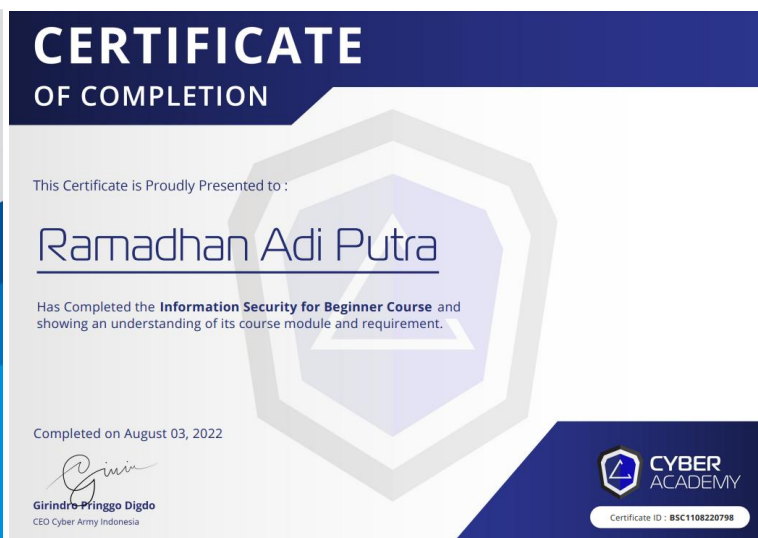 CERTIFICATE
OF COMPLETION
This Certificate is Proudly Presented to :
Ramadhan Adi Putra
Has Completed the Information Security for Beginner Course and
showing an understanding of its course module and requirement.
Completed on August 03, 2022
Girindro Pringgo Digdo
CEO Cyber Army Indonesia
CYBER
ACADEMY
Certificate ID : BSC1108220798